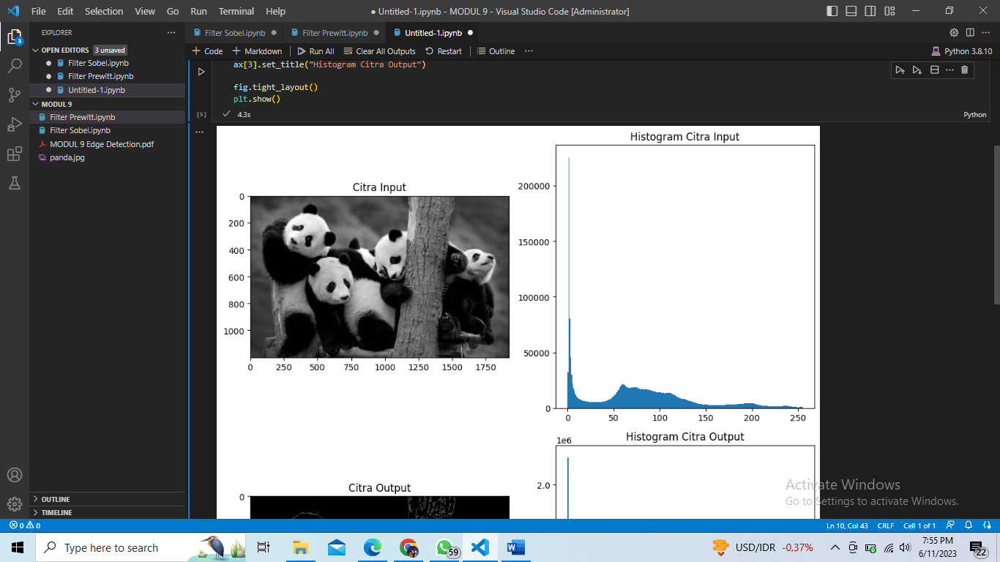 File Edit Selection View Go Run Terminal Help
● Untitled-1.ipynb - MODUL 9 - Visual Studio Code [Administrator]
EXPLORER
Filter Sobel.ipynb
Filter Prewitt.ipynb
Untitled-1.ipynb
OPEN EDITORS 3 unsaved
Filter Sobel.ipynb
Filter Prewitt.ipynb
Untitled-1.ipynb
MODUL 9
Filter Prewitt.ipynb
Filter Sobel.ipynb
MODUL 9 Edge Detection.pdf
panda.jpg
OUTLINE
TIMELINE
3
+ Code + Markdown Run All Clear All Outputs Restart Outline ...
Python 3.8.10
ax[3].set_title("Histogram Citra Output")
fig.tight_layout()
plt.show()
[5] 4.3s
Python
Citra Input
0
200
400
600
800
1000
0 250 500 750 1000 1250 1500 1750
Histogram Citra Input
200000
150000
100000
50000
0
0 50 100 150 200 250
Citra Output
0
Histogram Citra Output
1e6
2.0
Activate Windows
Go to Settings to activate Windows.
0 0
Ln 10, Col 43 CRLF Cell 1 of 1
Type here to search
59
USD/IDR -0,37%
7:55 PM
6/11/2023
22